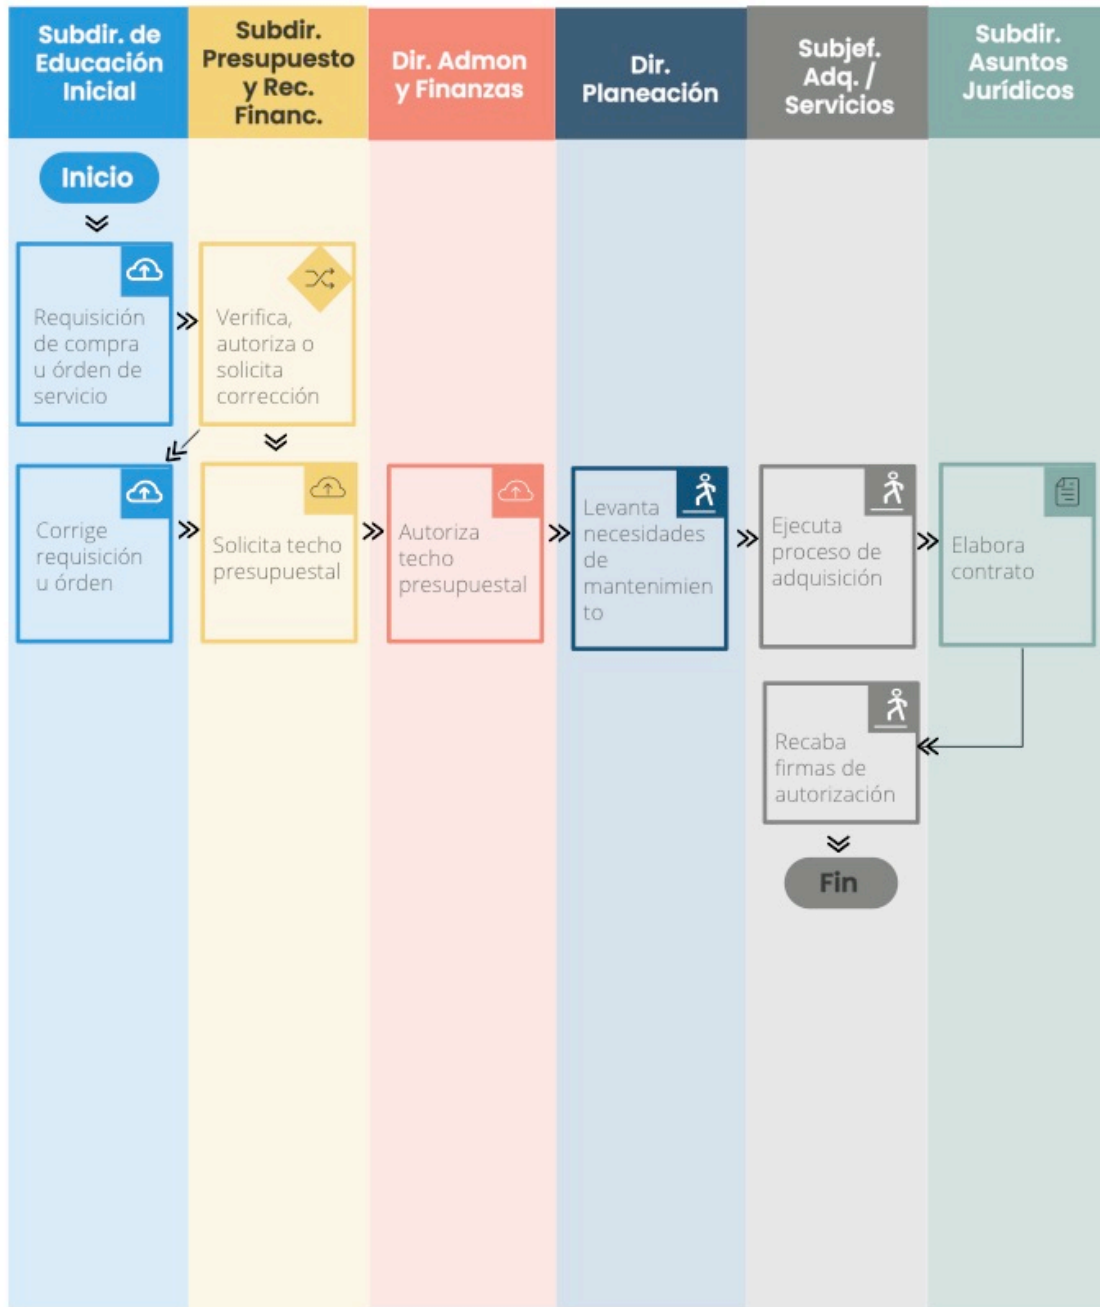 Subdir. de
Educación
Inicial
Subdir.
Presupuesto
y Rec.
Financ.
Dir. Admon
y Finanzas
Dir.
Planeación
Subjef.
Adq. /
Servicios
Subdir.
Asuntos
Jurídicos
Inicio
Requisición
de compra
u órden de
servicio
Verifica,
autoriza o
solicita
corrección
Corrige
requisición
u órden
Solicita techo
presupuestal
Autoriza
techo
presupuestal
Levanta
necesidades
de
mantenimien
to
Ejecuta
proceso de
adquisición
Elabora
contrato
Recaba
firmas de
autorización
Fin